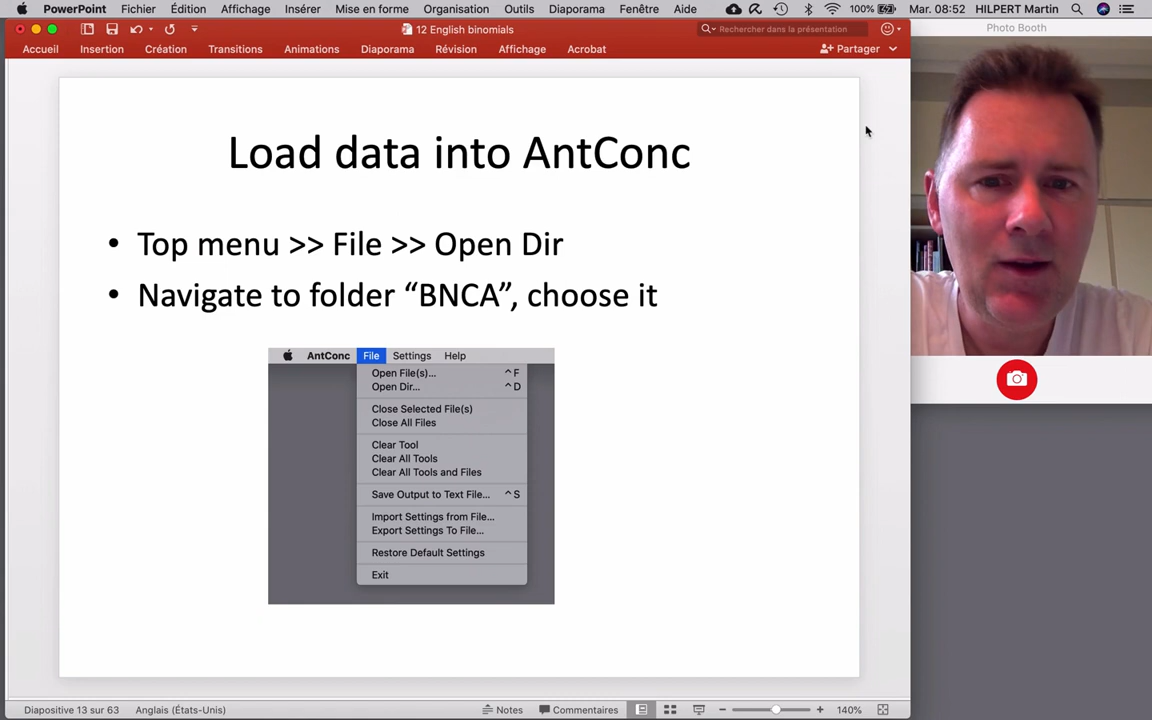 PowerPoint Fichier Édition Affichage Insérer Mise en forme Organisation Outils Diaporama Fenêtre Aide 100% Mar. 08:52 HILPERT Martin
12 English binomials
Rechercher dans la présentation
Photo Booth
Accueil Insertion Création Transitions Animations Diaporama Révision Affichage Acrobat Partager
Load data into AntConc
• Top menu >> File >> Open Dir
• Navigate to folder “BNCA”, choose it
AntConc File Settings Help
Open File(s)... ^F
Open Dir... ^D
Close Selected File(s)
Close All Files
Clear Tool
Clear All Tools
Clear All Tools and Files
Save Output to Text File... ^S
Import Settings from File...
Export Settings To File...
Restore Default Settings
Exit
Diapositive 13 sur 63 Anglais (États-Unis) Notes Commentaires 140%